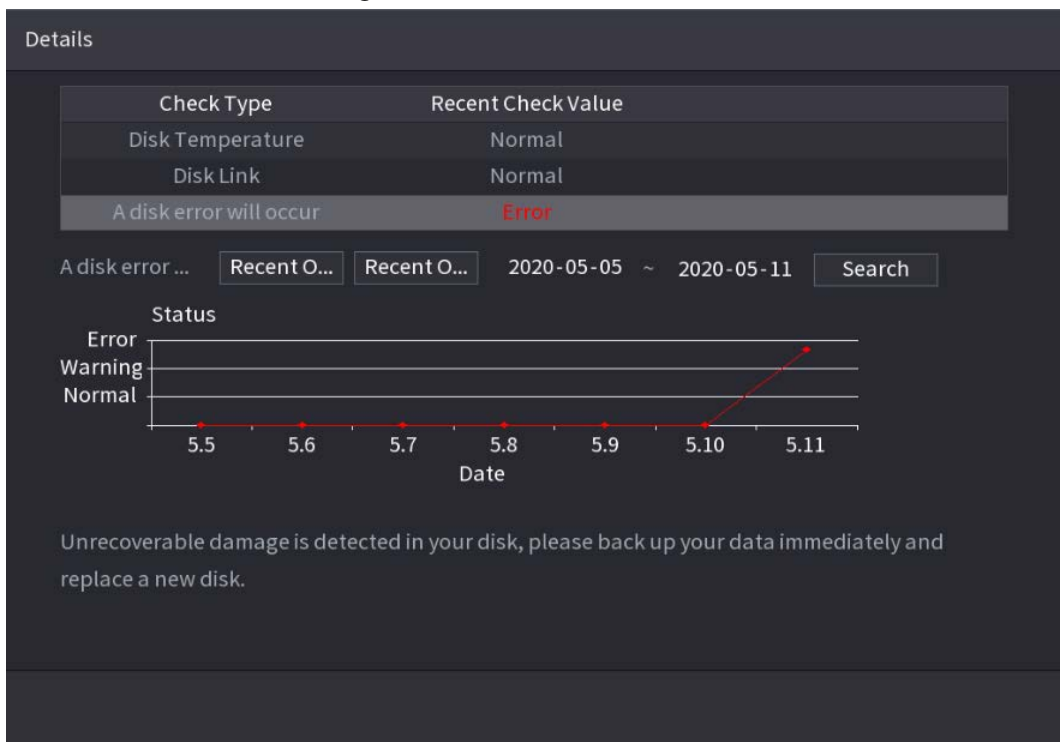 Details
Check Type Recent Check Value
Disk Temperature Normal
Disk Link Normal
A disk error will occur Error
A disk error ... Recent O... Recent O... 2020-05-05 ~ 2020-05-11 Search
Status
Error
Warning
Normal
5.5 5.6 5.7 5.8 5.9 5.10 5.11
Date
Unrecoverable damage is detected in your disk, please back up your data immediately and
replace a new disk.